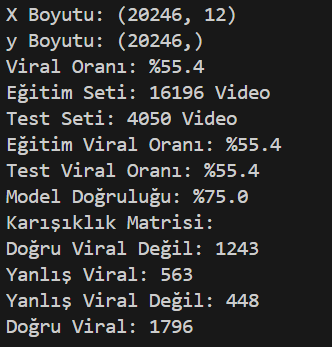 X Boyutu: (20246, 12)
y Boyutu: (20246,)
Viral Oranı: %55.4
Eğitim Seti: 16196 Video
Test Seti: 4050 Video
Eğitim Viral Oranı: %55.4
Test Viral Oranı: %55.4
Model Doğruluğu: %75.0
Karışıklık Matrisi:
Doğru Viral Değil: 1243
Yanlış Viral: 563
Yanlış Viral Değil: 448
Doğru Viral: 1796